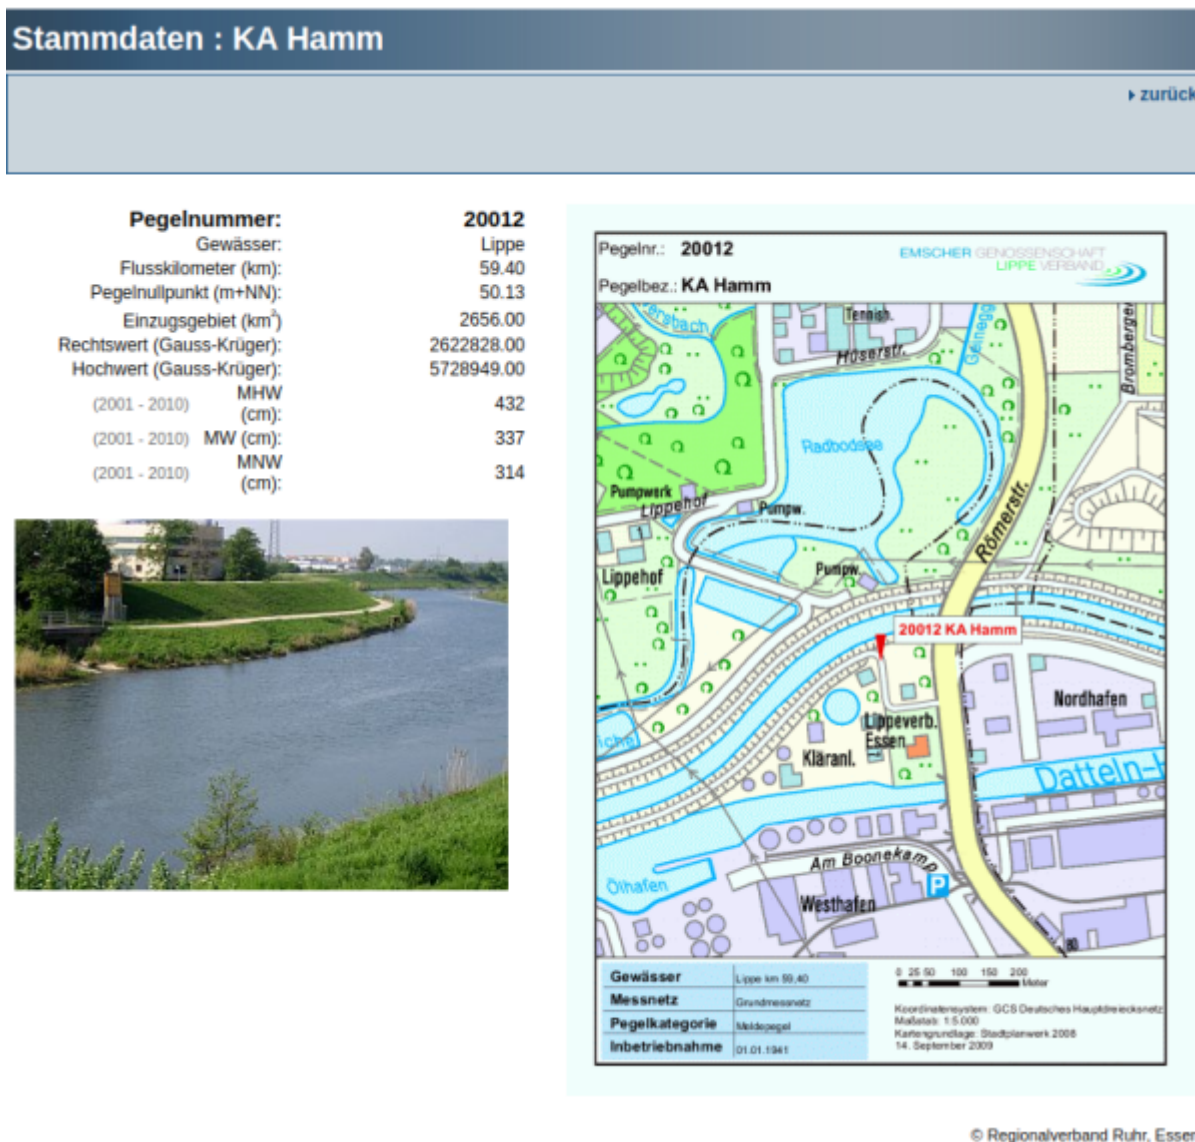 Stammdaten : KA Hamm
zurück
Pegelnummer: 20012
Gewässer: Lippe
Flusskilometer (km): 59.40
Pegelnullpunkt (m+NN): 50.13
Einzugsgebiet (km²) 2656.00
Rechtswert (Gauss-Krüger): 2622828.00
Hochwert (Gauss-Krüger): 5728949.00
(2001 - 2010) MHW (cm): 432
(2001 - 2010) MW (cm): 337
(2001 - 2010) MNW (cm): 314
Pegelnr.: 20012
EMSCHER GENOSSENSCHAFT
LIPPE VERBAND
Pegelbez.: KA Hamm
Tennish.
Hüserstr.
Radbodsee
Pumpwerk
Lippehof
Pumpw.
Römerstr.
Lippehof
Pumpw.
20012 KA Hamm
Nordhafen
Lippeverb.
Essen
Kläranl.
Datteln-H
Am Boonekamp
P
Ölhafen
Westhafen
80
Gewässer Lippe km 59,40
Messnetz Grundmessnetz
Pegelkategorie Meldepegel
Inbetriebnahme 01.01.1941
0 25 50 100 150 200
Meter
Koordinatensystem: GCS Deutsches Hauptdreiecksnetz
Maßstab: 1:5.000
Kartengrundlage: Stadtplanwerk 2008
14. September 2009
© Regionalverband Ruhr, Essen